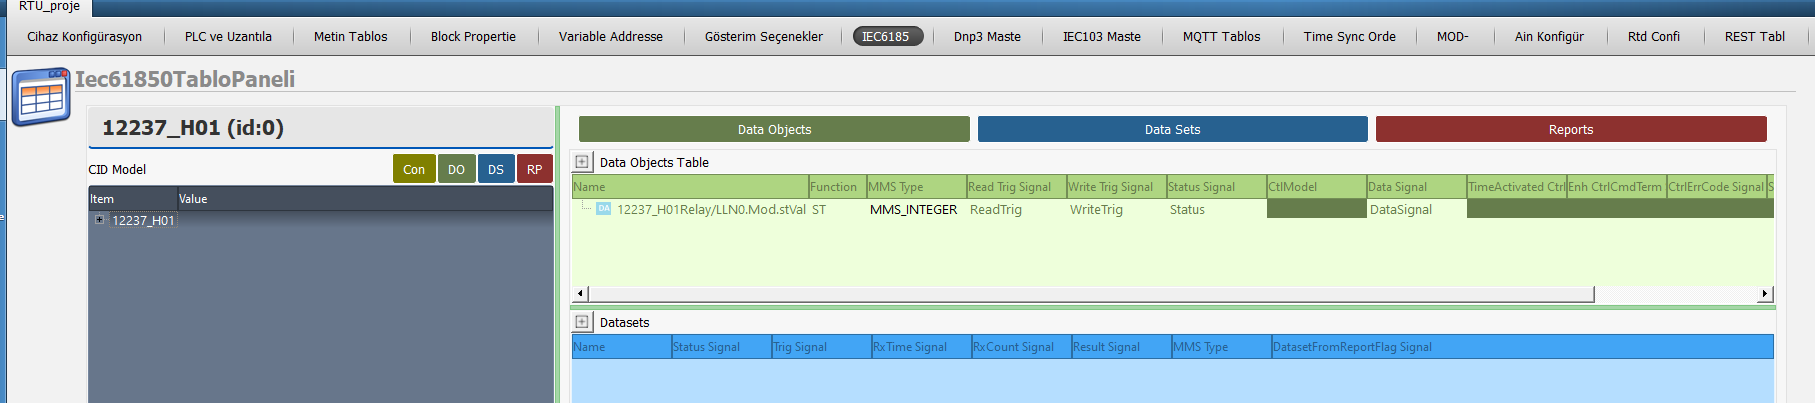 RTU_proje
Cihaz Konfigürasyon PLC ve Uzantıla Metin Tablos Block Propertie Variable Addresse Gösterim Seçenekler IEC6185 Dnp3 Maste IEC103 Maste MQTT Tablos Time Sync Orde MOD- Ain Konfigür Rtd Confi REST Tabl
Iec61850TabloPaneli
12237_H01 (id:0)
Data Objects Data Sets Reports
CID Model Con DO DS RP
Data Objects Table
Item Value
Name Function MMS Type Read Trig Signal Write Trig Signal Status Signal CtlModel Data Signal TimeActivated Ctrl Enh CtrlCmdTerm CtrlErrCode Signal S
12237_H01
DA 12237_H01Relay/LLN0.Mod.stVal ST MMS_INTEGER ReadTrig WriteTrig Status DataSignal
Datasets
Name Status Signal Trig Signal RxTime Signal RxCount Signal Result Signal MMS Type DatasetFromReportFlag Signal